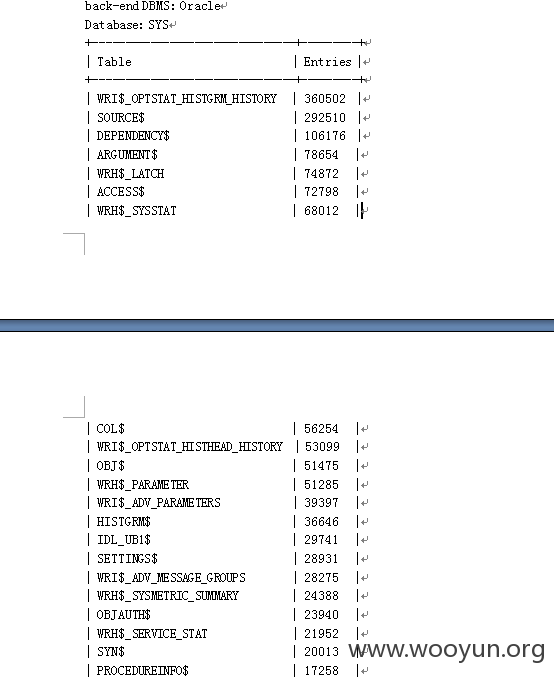 back-end DBMS: Oracle
Database: SYS
| Table | Entries |
| WRI$_OPTSTAT_HISTGRM_HISTORY | 360502 |
| SOURCE$ | 292510 |
| DEPENDENCY$ | 106176 |
| ARGUMENT$ | 78654 |
| WRH$_LATCH | 74872 |
| ACCESS$ | 72798 |
| WRH$_SYSSTAT | 68012 |
| COL$ | 56254 |
| WRI$_OPTSTAT_HISTHEAD_HISTORY | 53099 |
| OBJ$ | 51475 |
| WRH$_PARAMETER | 51285 |
| WRI$_ADV_PARAMETERS | 39397 |
| HISTGRM$ | 36646 |
| IDL_UB1$ | 29741 |
| SETTINGS$ | 28931 |
| WRI$_ADV_MESSAGE_GROUPS | 28275 |
| WRH$_SYSMETRIC_SUMMARY | 24388 |
| OBJAUTH$ | 23940 |
| WRH$_SERVICE_STAT | 21952 |
| SYN$ | 20013 |
| PROCEDUREINFO$ | 17258 |
www.wooyun.org